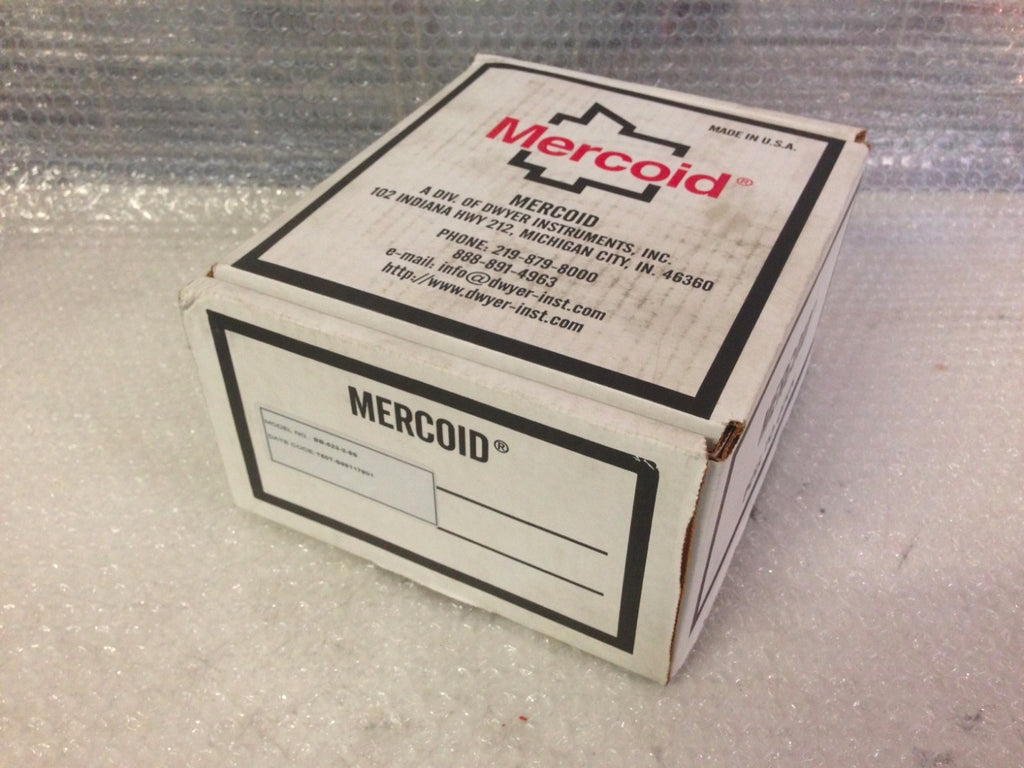 Mercoid®
MADE IN U.S.A.
MERCOID
A DIV. OF DWYER INSTRUMENTS, INC.
102 INDIANA HWY 212, MICHIGAN CITY, IN. 46360
PHONE: 219-879-8000
888-891-4963
e-mail: info@dwyer-inst.com
http://www.dwyer-inst.com
MERCOID®
MODEL NO.
DATE CODE: